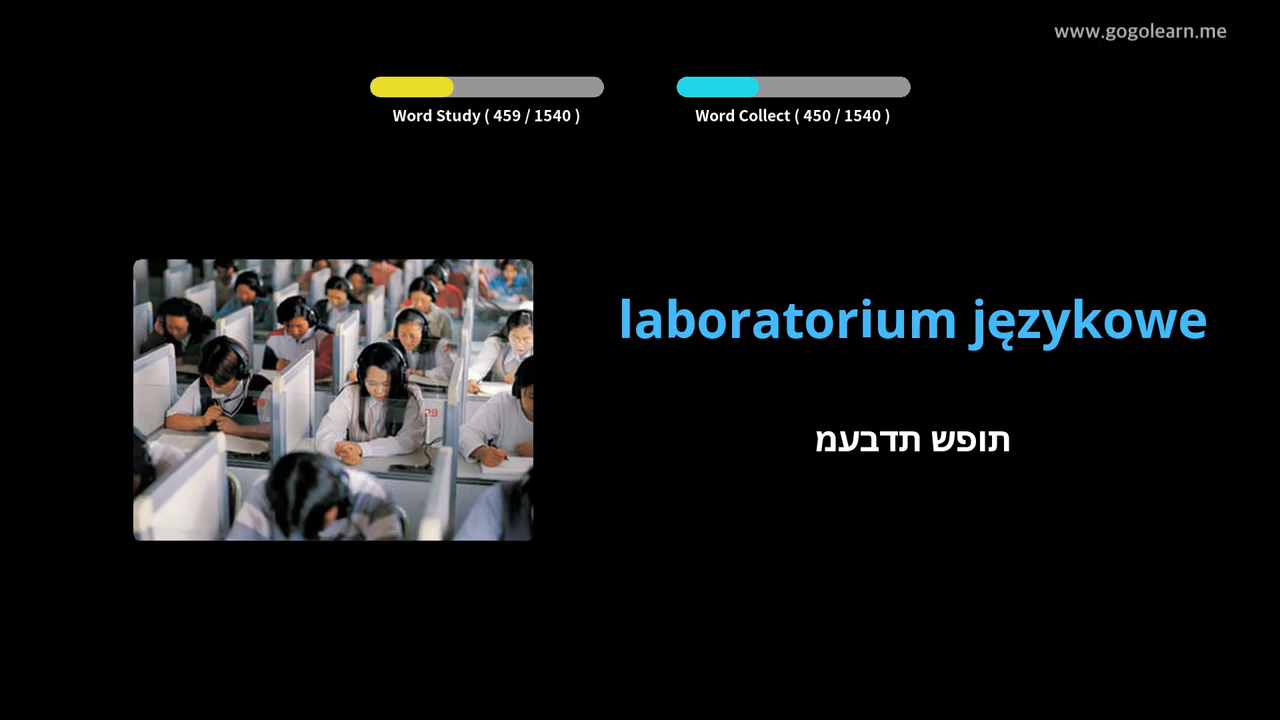 www.gogolearn.me
Word Study ( 459 / 1540 )
Word Collect ( 450 / 1540 )
laboratorium językowe
תופש תדבעמ